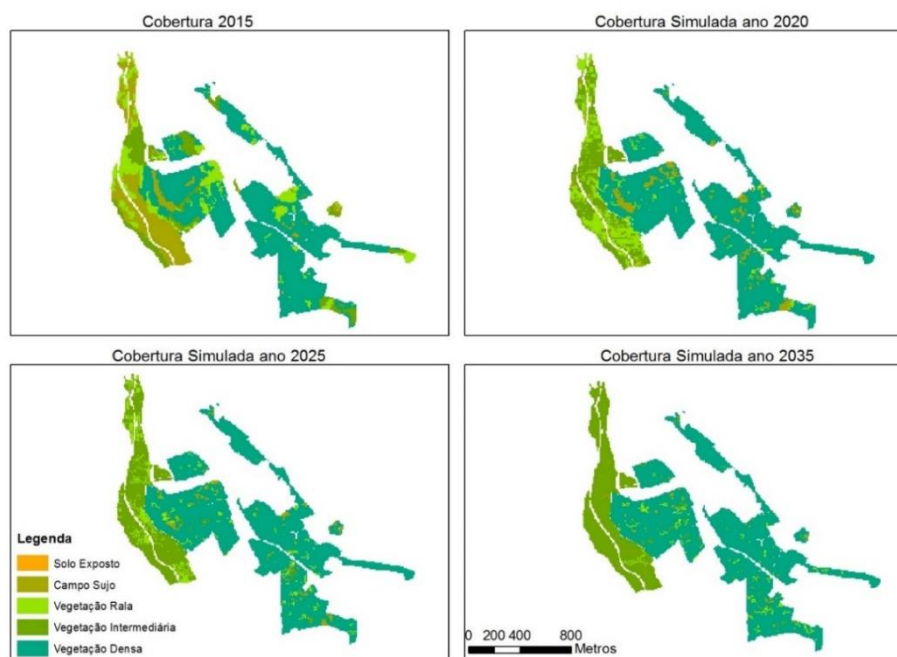 Cobertura 2015
Cobertura Simulada ano 2020
Cobertura Simulada ano 2025
Cobertura Simulada ano 2035
Legenda
Solo Exposto
Campo Sujo
Vegetação Rala
Vegetação Intermediária
Vegetação Densa
0 200 400 800
Metros